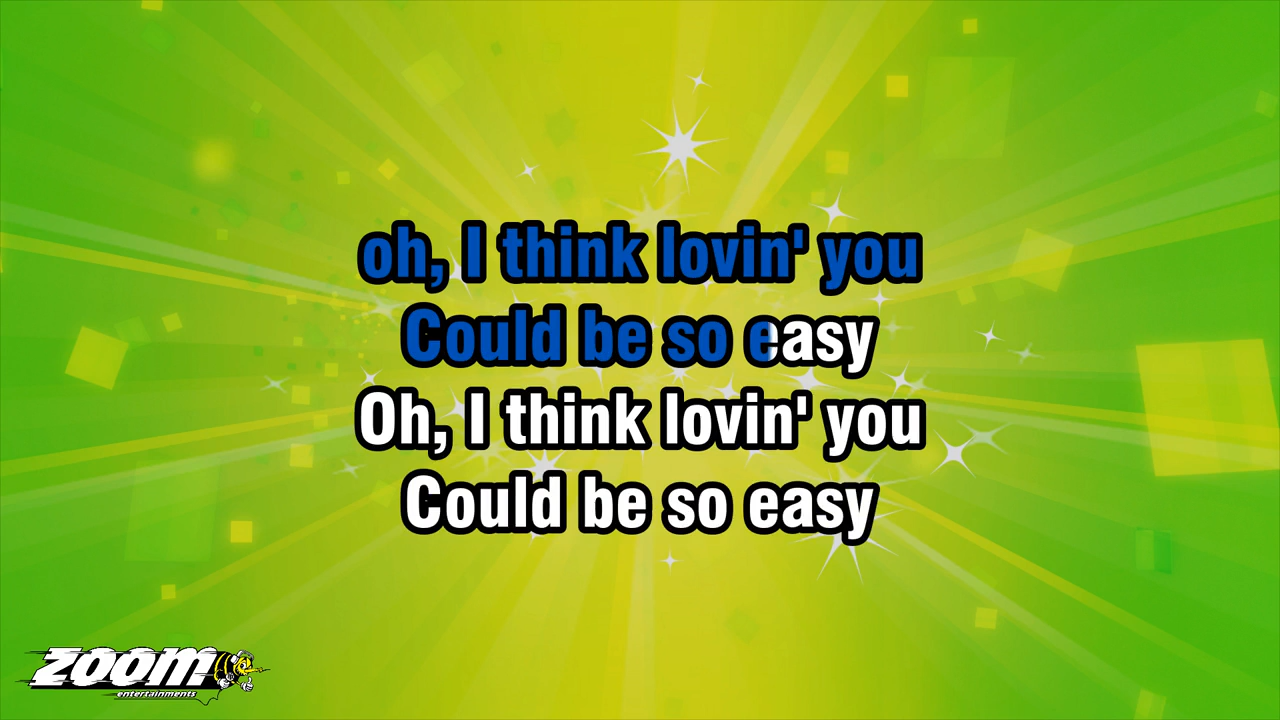 oh, I think lovin' you
Could be so easy
Oh, I think lovin' you
Could be so easy
zoom
entertainments